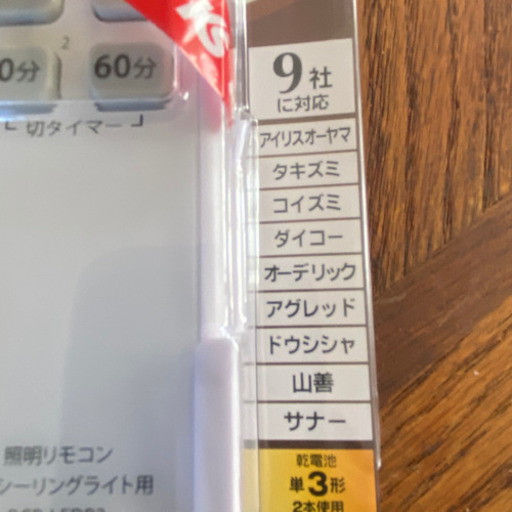 0分
2
60分
切タイマー
9社
に対応
アイリスオーヤマ
タキズミ
コイズミ
ダイコー
オーデリック
アグレッド
ドウシシャ
山善
サナー
照明リモコン
シーリングライト用
乾電池
単3形
2本使用